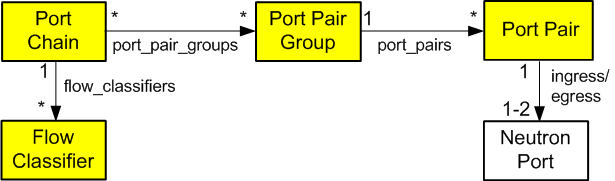 Port
Chain
*
*
port_pair_groups
Port Pair
Group
1
*
port_pairs
Port Pair
1
flow_classifiers
*
Flow
Classifier
1
ingress/
egress
1-2
Neutron
Port